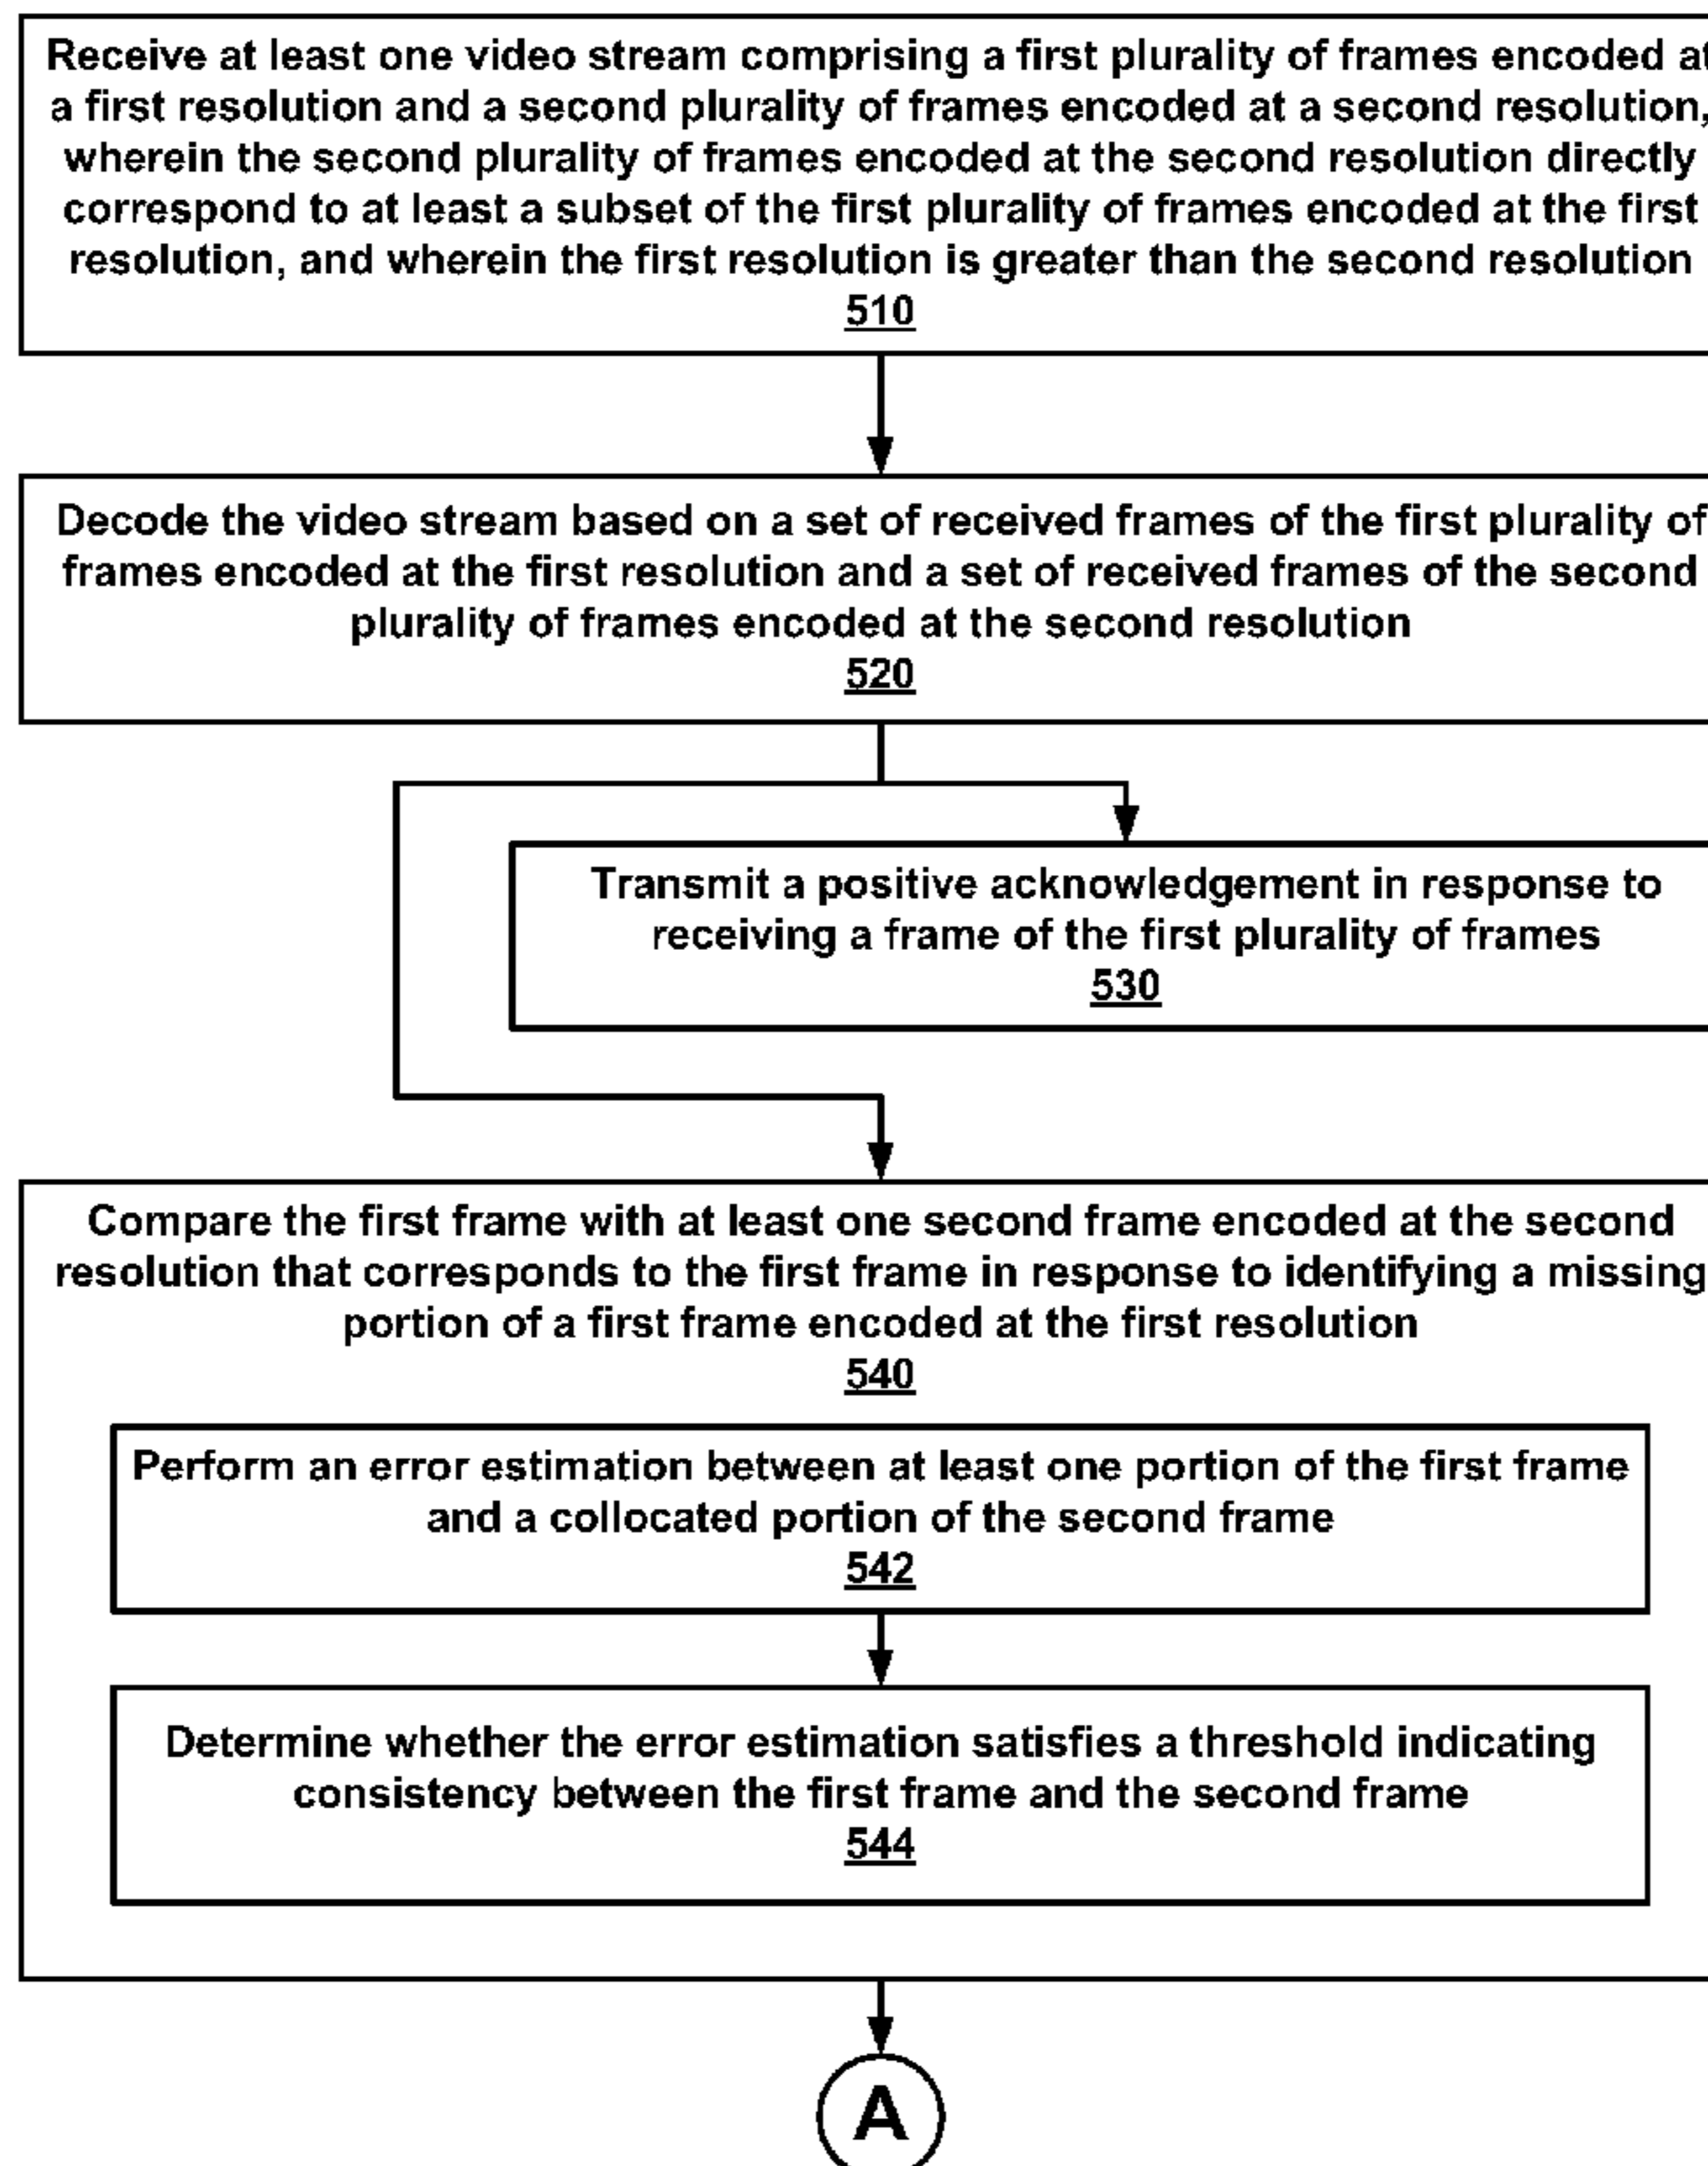 Receive at least one video stream comprising a first plurality of frames encoded at
a first resolution and a second plurality of frames encoded at a second resolution,
wherein the second plurality of frames encoded at the second resolution directly
correspond to at least a subset of the first plurality of frames encoded at the first
resolution, and wherein the first resolution is greater than the second resolution
510
Decode the video stream based on a set of received frames of the first plurality of
frames encoded at the first resolution and a set of received frames of the second
plurality of frames encoded at the second resolution
520
Transmit a positive acknowledgement in response to
receiving a frame of the first plurality of frames
530
Compare the first frame with at least one second frame encoded at the second
resolution that corresponds to the first frame in response to identifying a missing
portion of a first frame encoded at the first resolution
540
Perform an error estimation between at least one portion of the first frame
and a collocated portion of the second frame
542
Determine whether the error estimation satisfies a threshold indicating
consistency between the first frame and the second frame
544
A